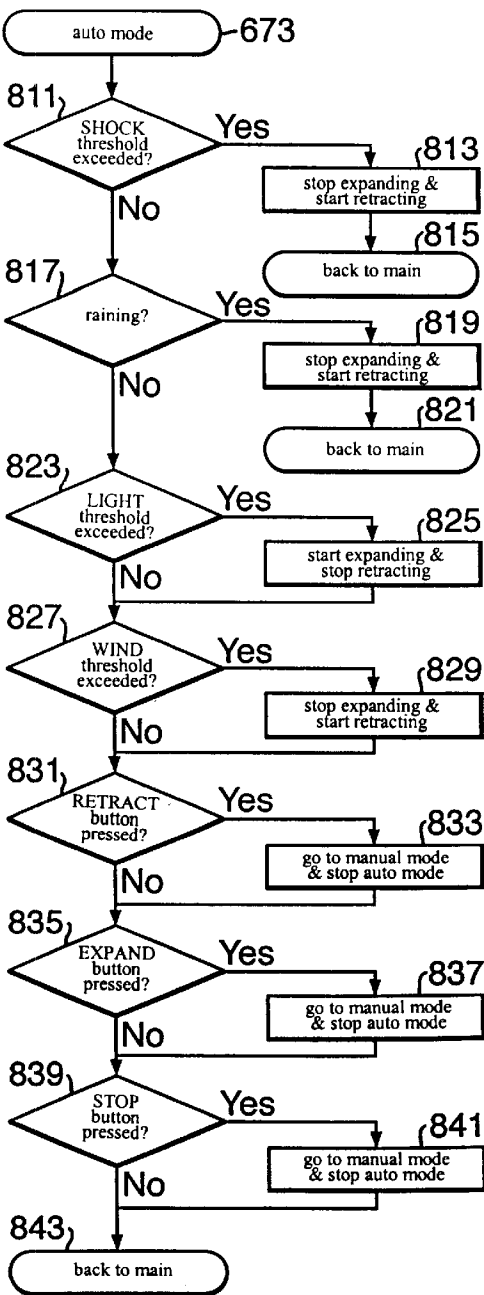 auto mode
673
811
SHOCK
threshold
exceeded?
Yes
813
stop expanding &
start retracting
No
815
back to main
817
raining?
Yes
819
stop expanding &
start retracting
No
821
back to main
823
LIGHT
threshold
exceeded?
Yes
825
start expanding &
stop retracting
No
827
WIND
threshold
exceeded?
Yes
829
stop expanding &
start retracting
No
831
RETRACT
button
pressed?
Yes
833
go to manual mode
& stop auto mode
No
835
EXPAND
button
pressed?
Yes
837
go to manual mode
& stop auto mode
No
839
STOP
button
pressed?
Yes
841
go to manual mode
& stop auto mode
No
843
back to main